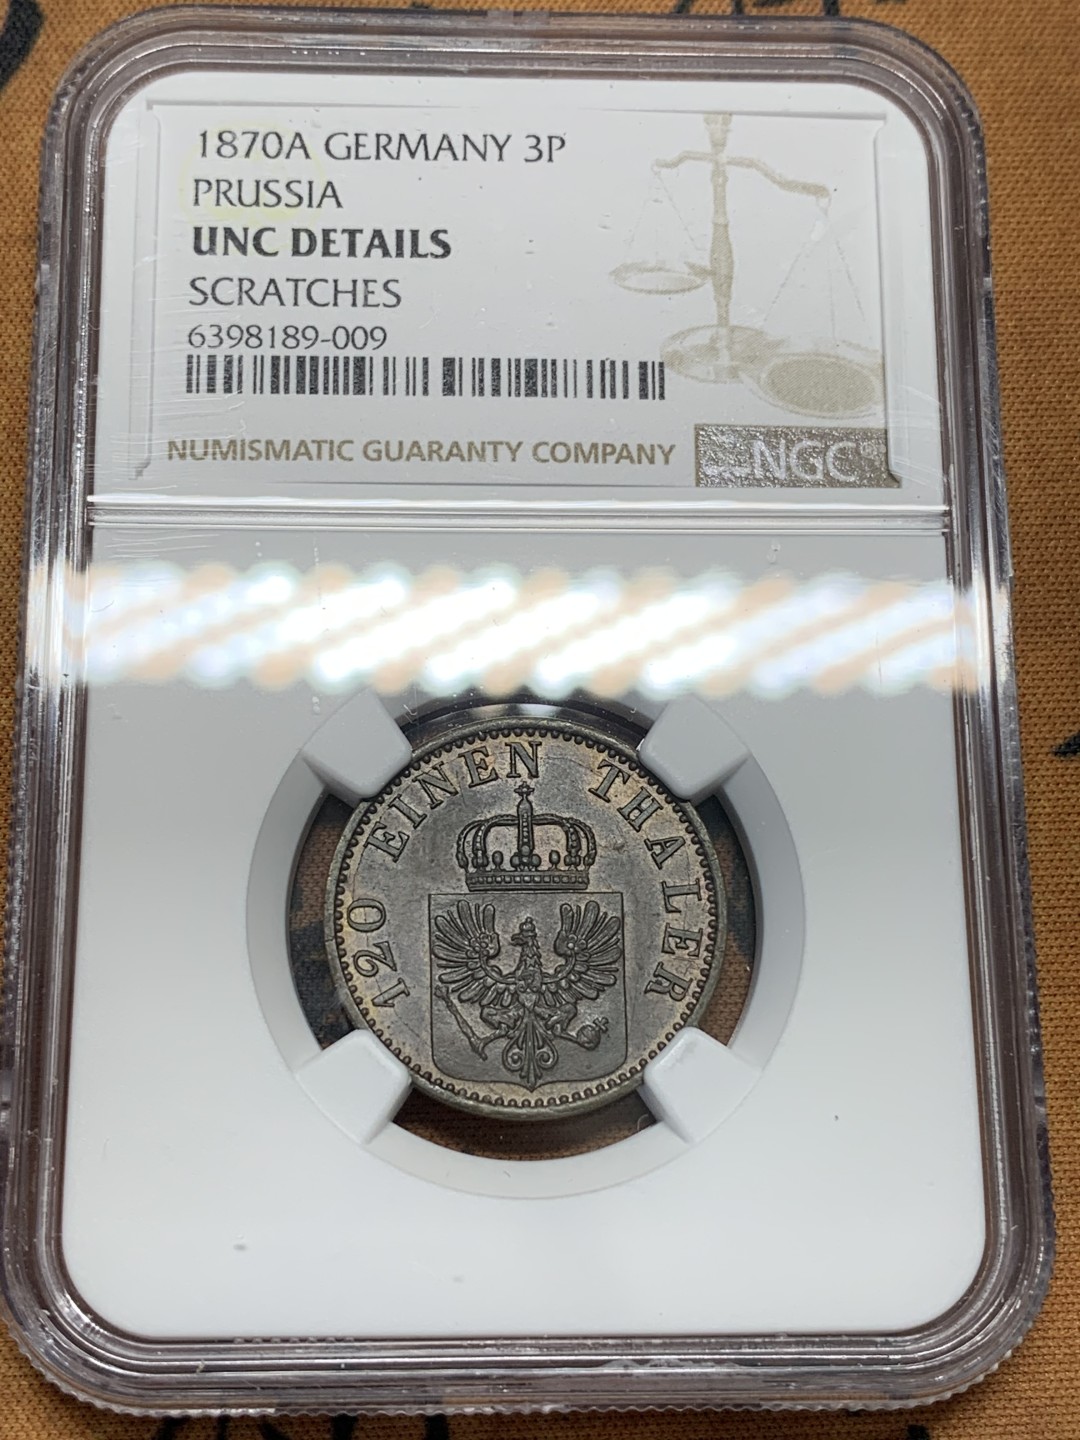 1870A GERMANY 3P
PRUSSIA
UNC DETAILS
SCRATCHES
6398189-009
NUMISMATIC GUARANTY COMPANY
NGC
120 EINEN THALER